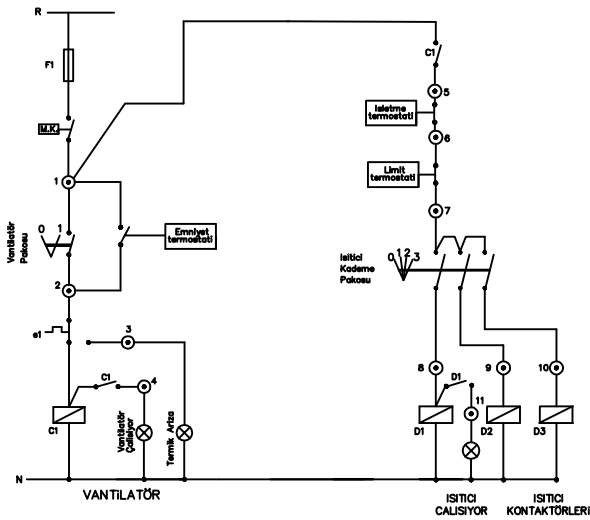 R
F1
M.K.
1
0 1
Vantilatör
Pakosu
Emniyet
termostati
2
e1
3
C1
4
C1
Vantilatör
Çalisiyor
Termik Ariza
N
VANTiLATÖR
C1
5
Isletme
termostati
6
Limit
termostati
7
0 1 2 3
Isitici
Kademe
Pakosu
8
9
10
D1
11
D1
D2
D3
ISITICI
CALISIYOR
ISITICI
KONTAKTÖRLERi